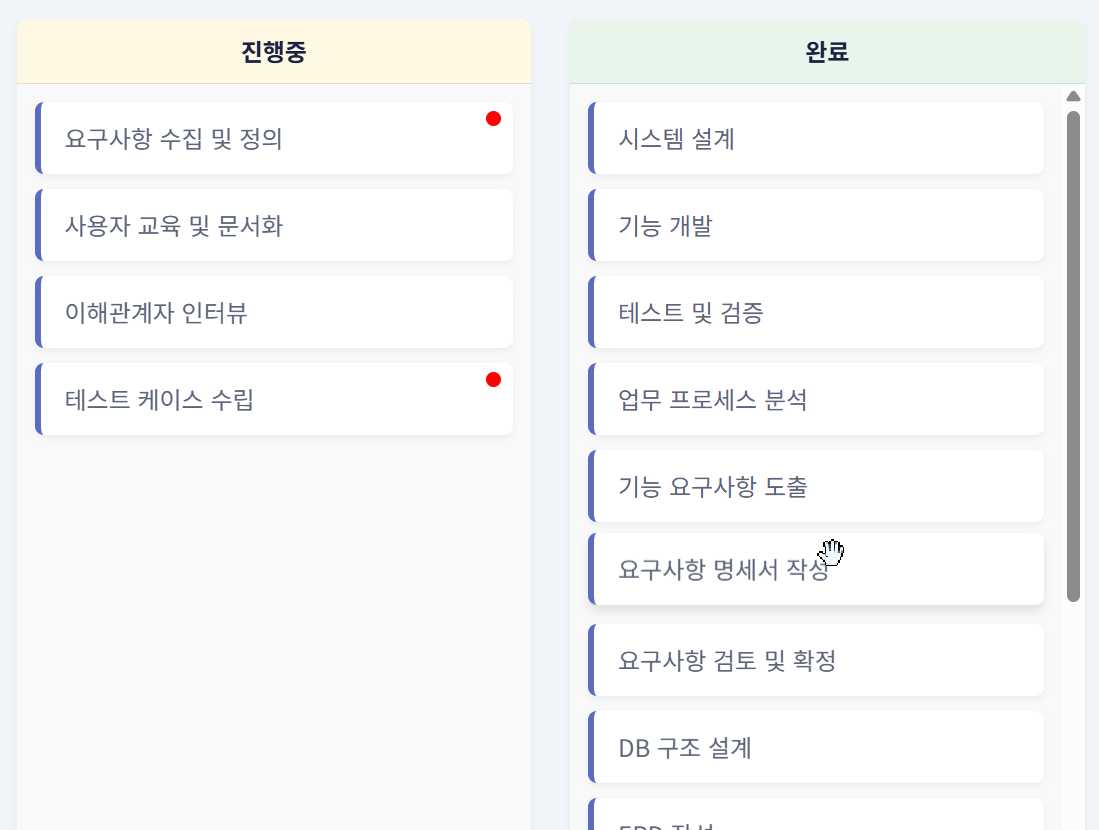 진행중
요구사항 수집 및 정의
사용자 교육 및 문서화
이해관계자 인터뷰
테스트 케이스 수립
완료
시스템 설계
기능 개발
테스트 및 검증
업무 프로세스 분석
기능 요구사항 도출
요구사항 명세서 작성
요구사항 검토 및 확정
DB 구조 설계